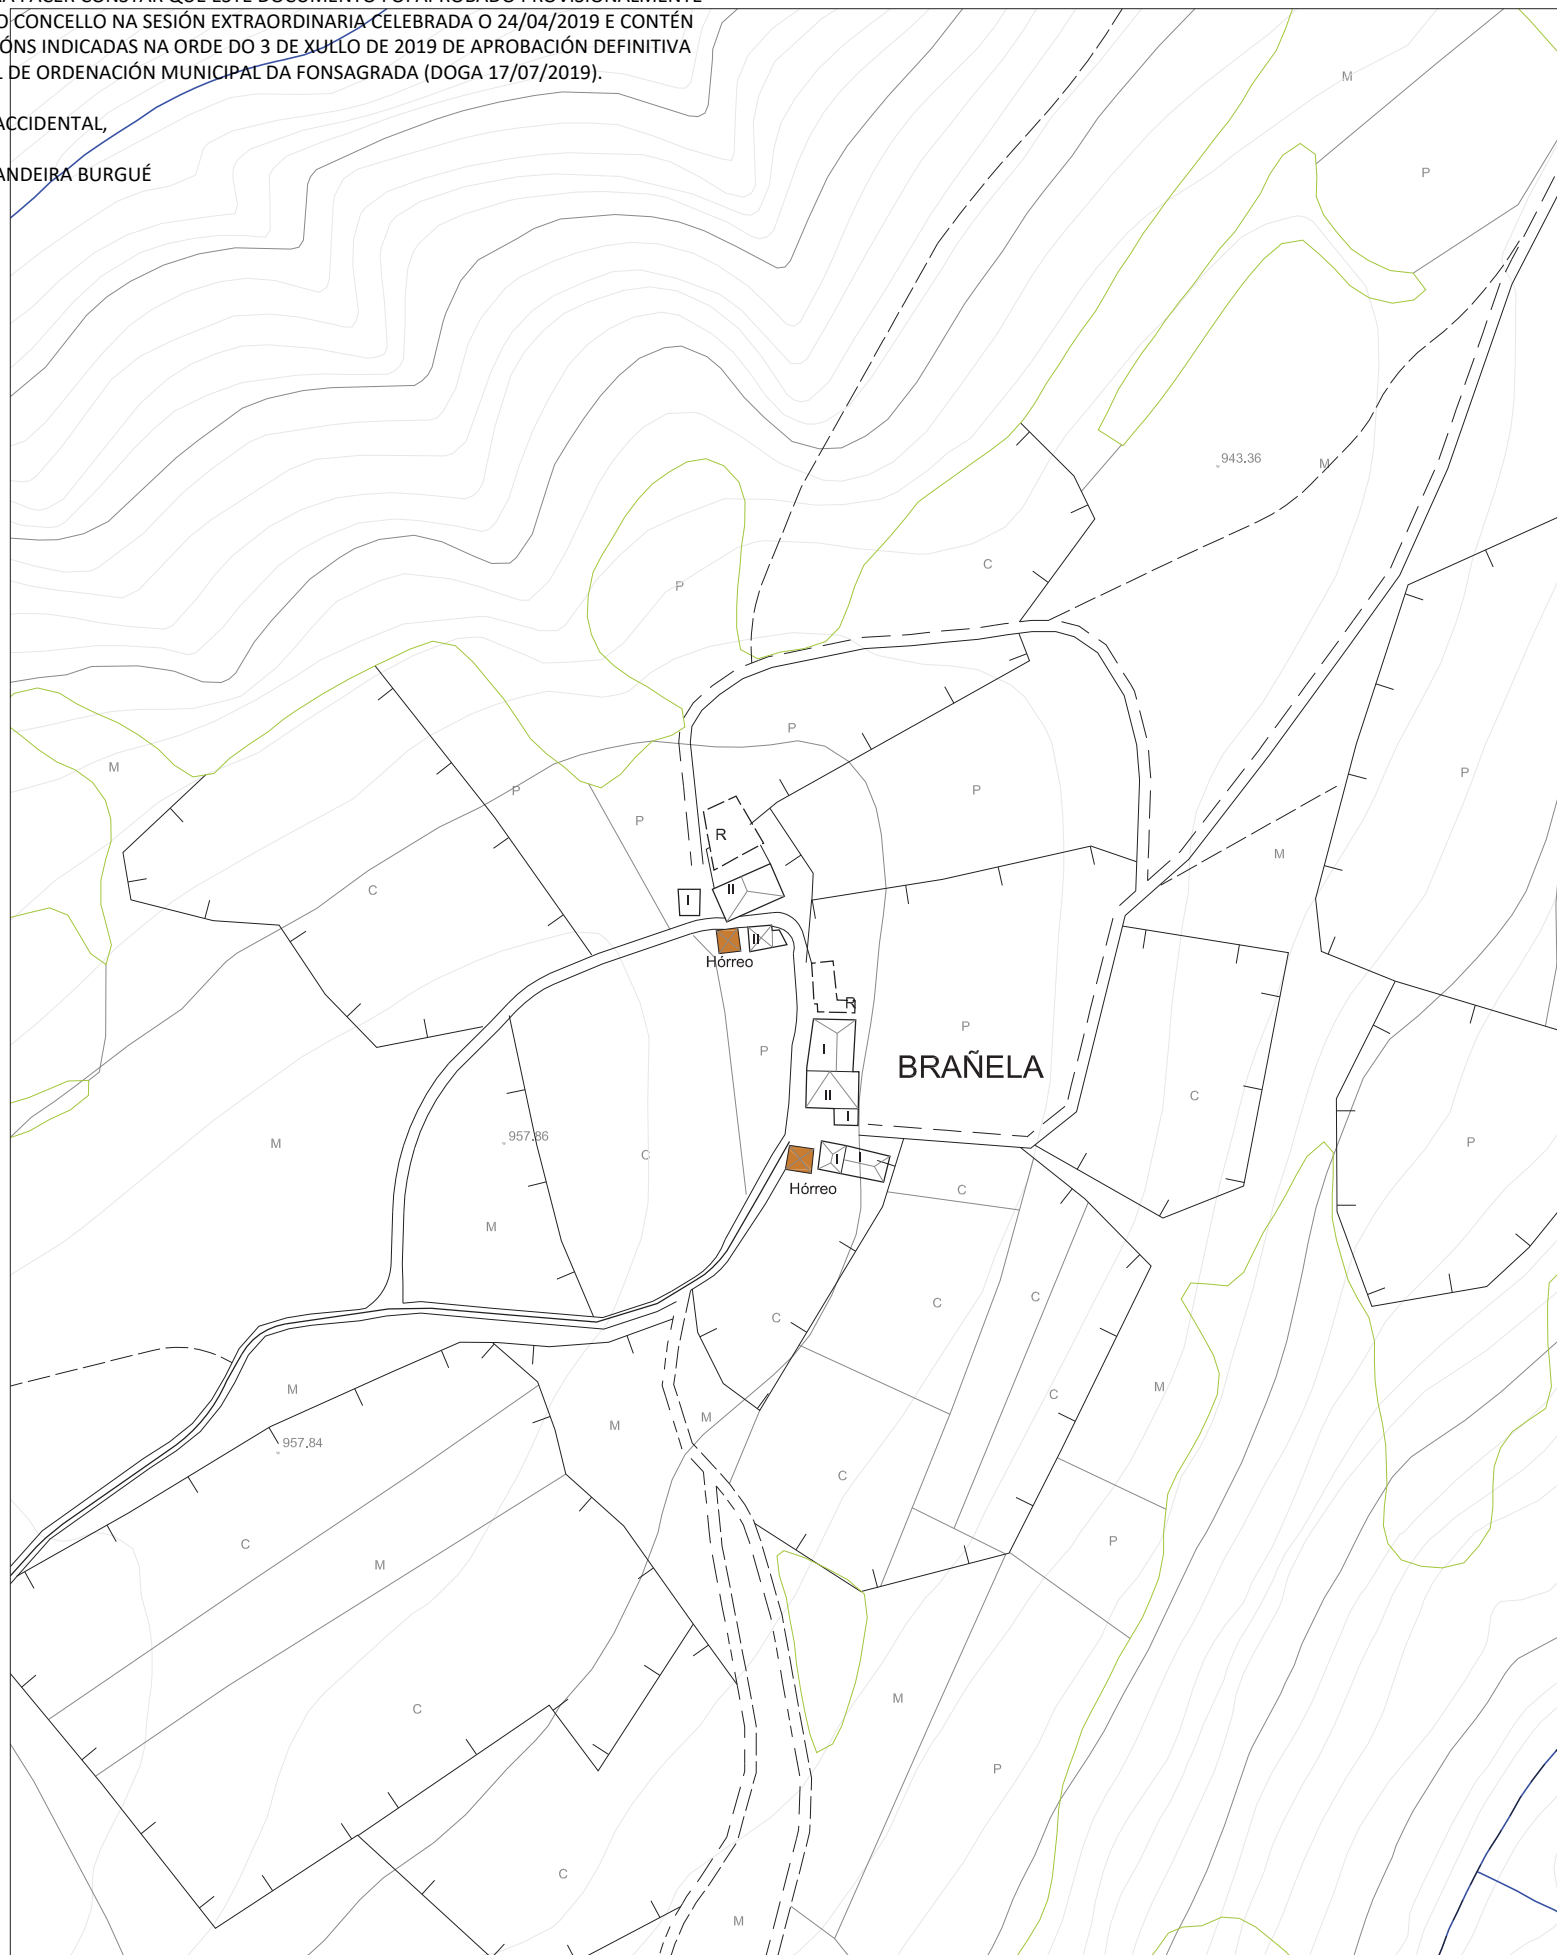 CONCELLO NA SESIÓN EXTRAORDINARIA CELEBRADA O 24/04/2019 E CONTÉN
ÓNS INDICADAS NA ORDE DO 3 DE XULLO DE 2019 DE APROBACIÓN DEFINITIVA
DE ORDENACIÓN MUNICIPAL DA FONSAGRADA (DOGA 17/07/2019).
ACCIDENTAL,
ANDEIRA BURGUÉ
M
P
943.36
M
C
P
P
M
P
P
P
P
R
M
C
II
I
II
Hórreo
R
P
P
I
BRAÑELA
II
C
I
957.86
M
C
P
I
I
Hórreo
C
M
C
C
C
M
M
C
M
M
957.84
C
C
P
M
M
C
P
C
M